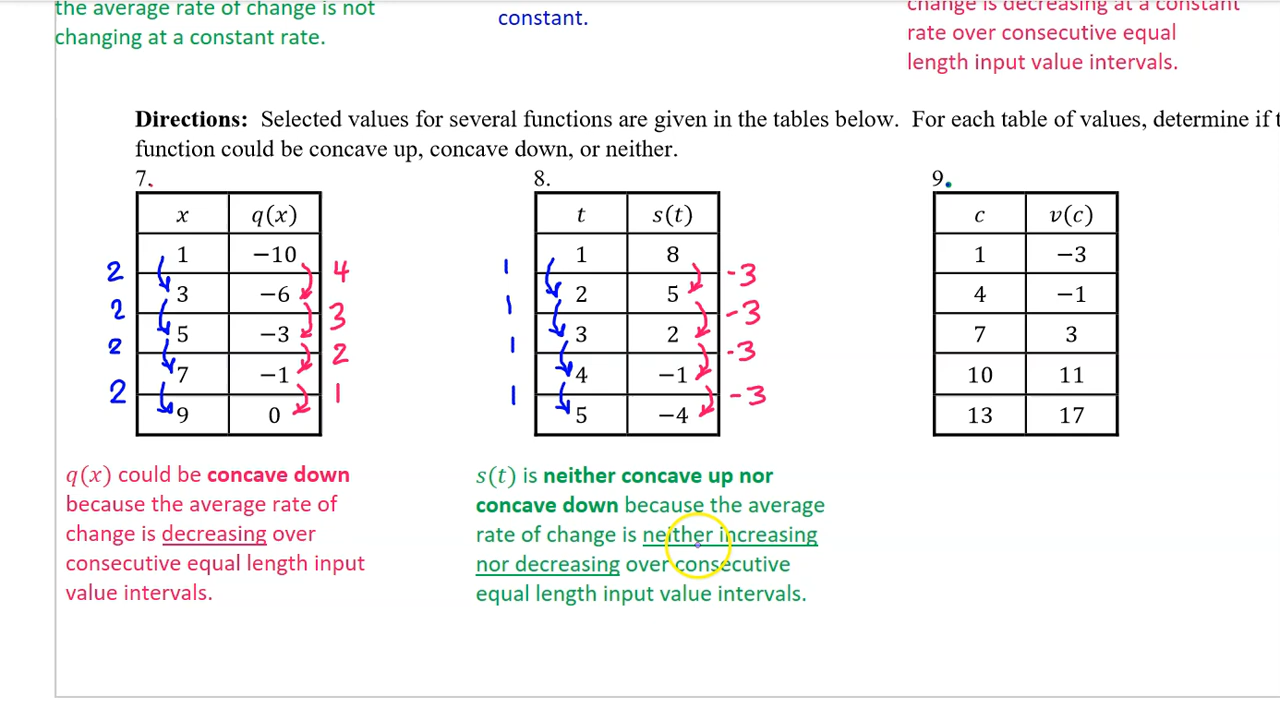 the average rate of change is not
changing at a constant rate.
constant.
change is decreasing at a constant
rate over consecutive equal
length input value intervals.
Directions: Selected values for several functions are given in the tables below. For each table of values, determine if t
function could be concave up, concave down, or neither.
7.
x q(x)
1 −10
3 −6
5 −3
7 −1
9 0
2
2
2
2
4
3
2
1
q(x) could be concave down
because the average rate of
change is decreasing over
consecutive equal length input
value intervals.
8.
t s(t)
1 8
2 5
3 2
4 −1
5 −4
1
1
1
1
-3
-3
-3
-3
s(t) is neither concave up nor
concave down because the average
rate of change is neither increasing
nor decreasing over consecutive
equal length input value intervals.
9.
c v(c)
1 −3
4 −1
7 3
10 11
13 17